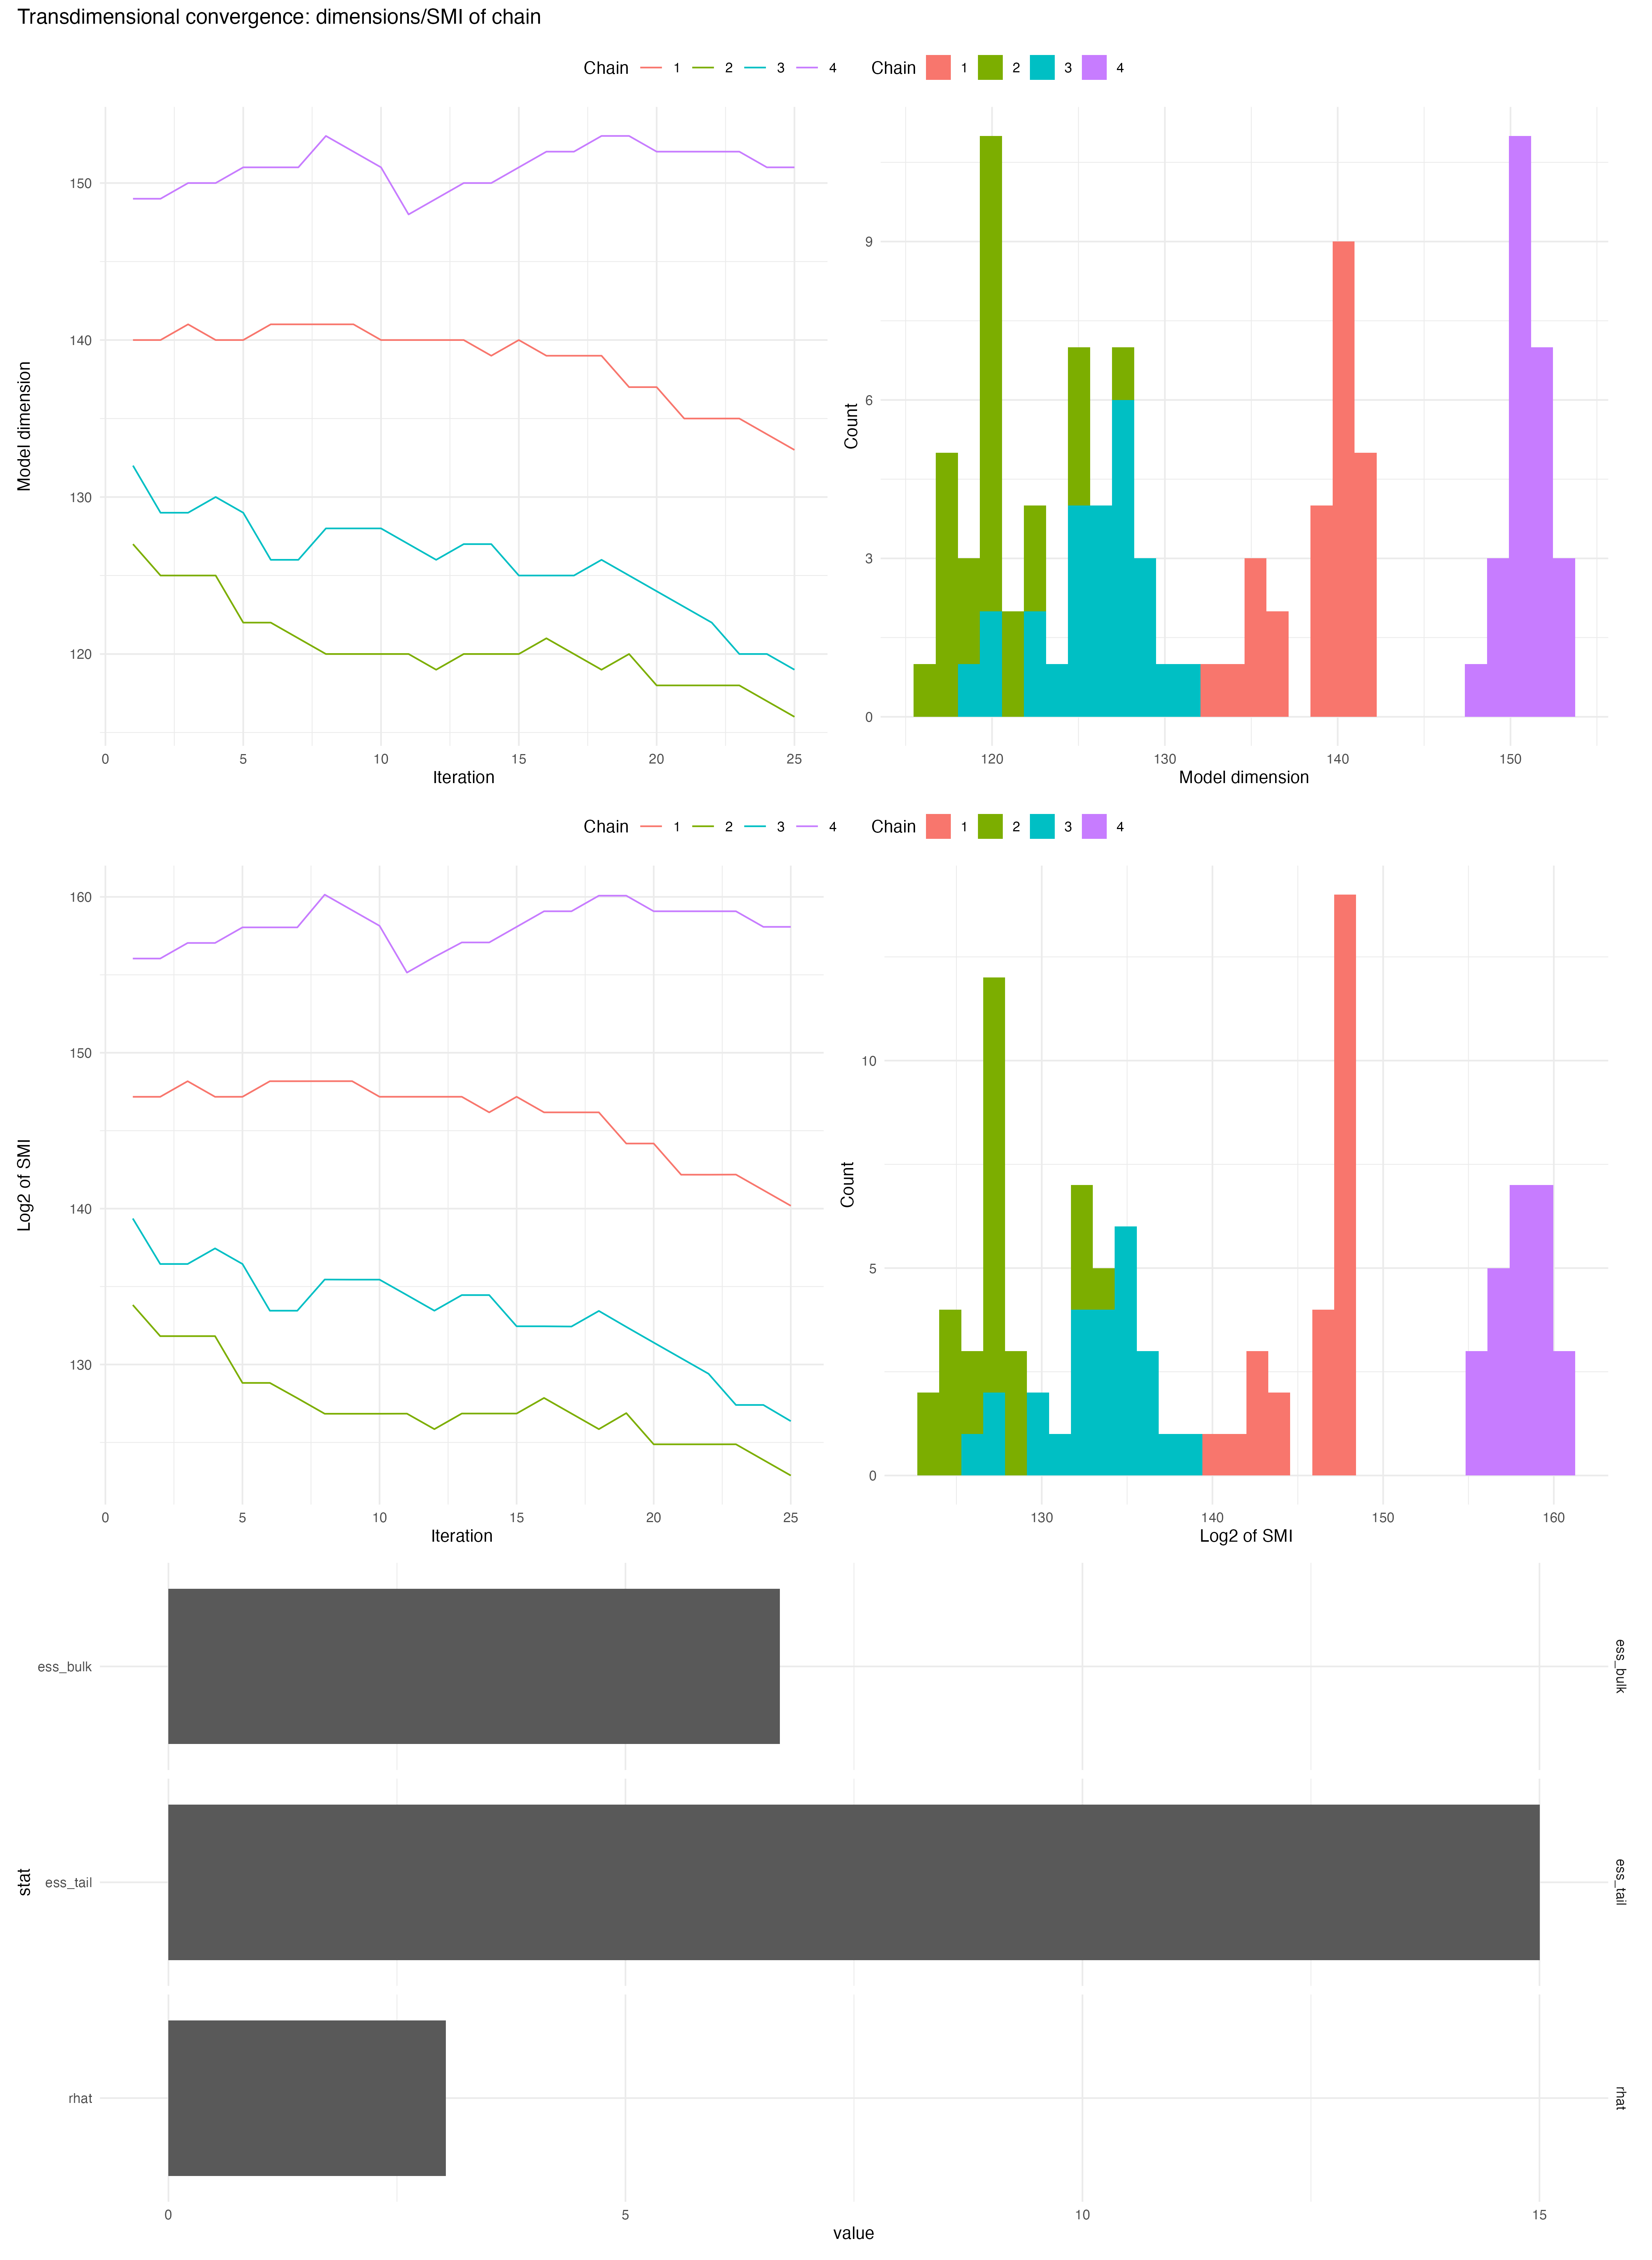 Transdimensional convergence: dimensions/SMI of chain
Chain 1 2 3 4 Chain 1 2 3 4
Model dimension
150
140
130
120
0 5 10 15 20 25
Iteration
Count
9
6
3
0
120 130 140 150
Model dimension
Chain 1 2 3 4 Chain 1 2 3 4
Log2 of SMI
160
150
140
130
0 5 10 15 20 25
Iteration
Count
10
5
0
130 140 150 160
Log2 of SMI
stat
ess_bulk
ess_bulk
ess_tail
ess_tail
rhat
rhat
0 5 10 15
value